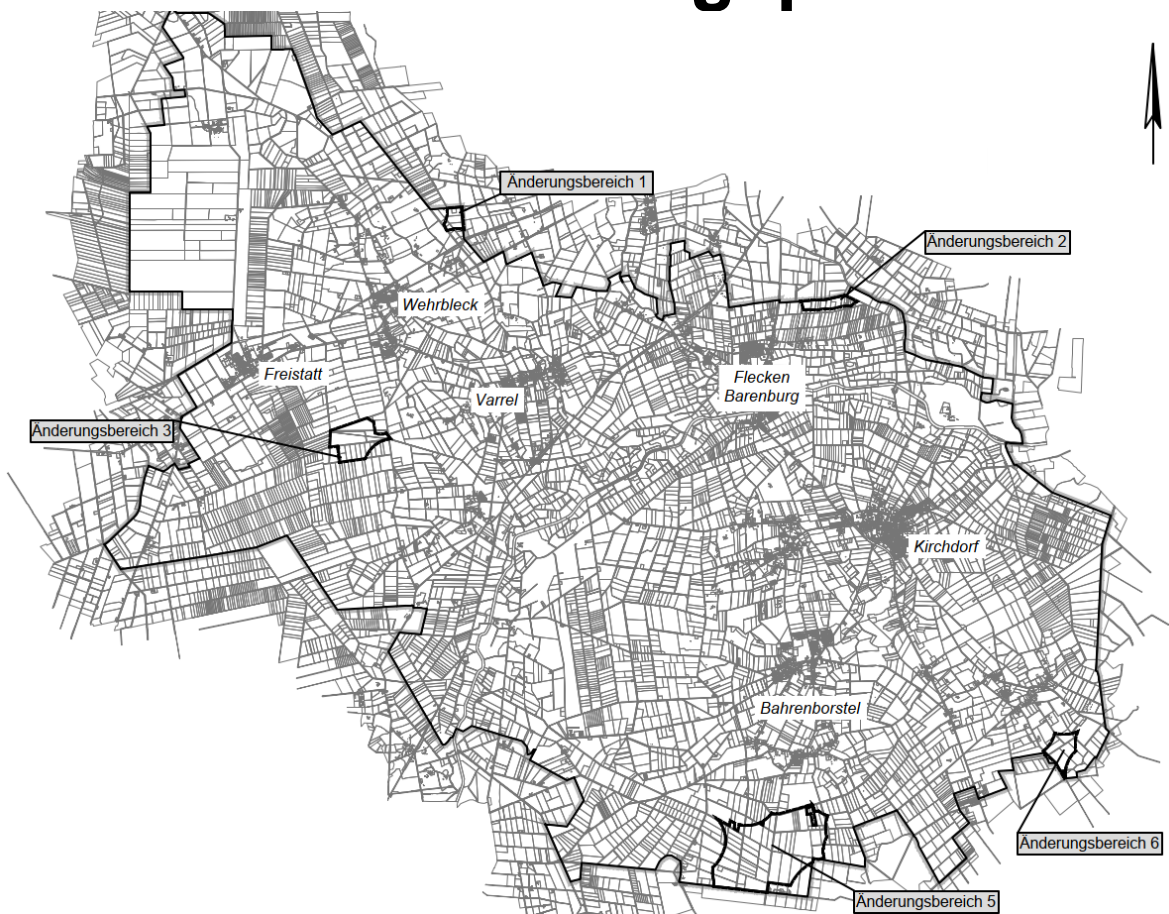 Änderungsbereich 1
Änderungsbereich 2
Wehrbleck
Freistatt
Flecken
Barenburg
Varrel
Änderungsbereich 3
Kirchdorf
Bahrenborstel
Änderungsbereich 6
Änderungsbereich 5